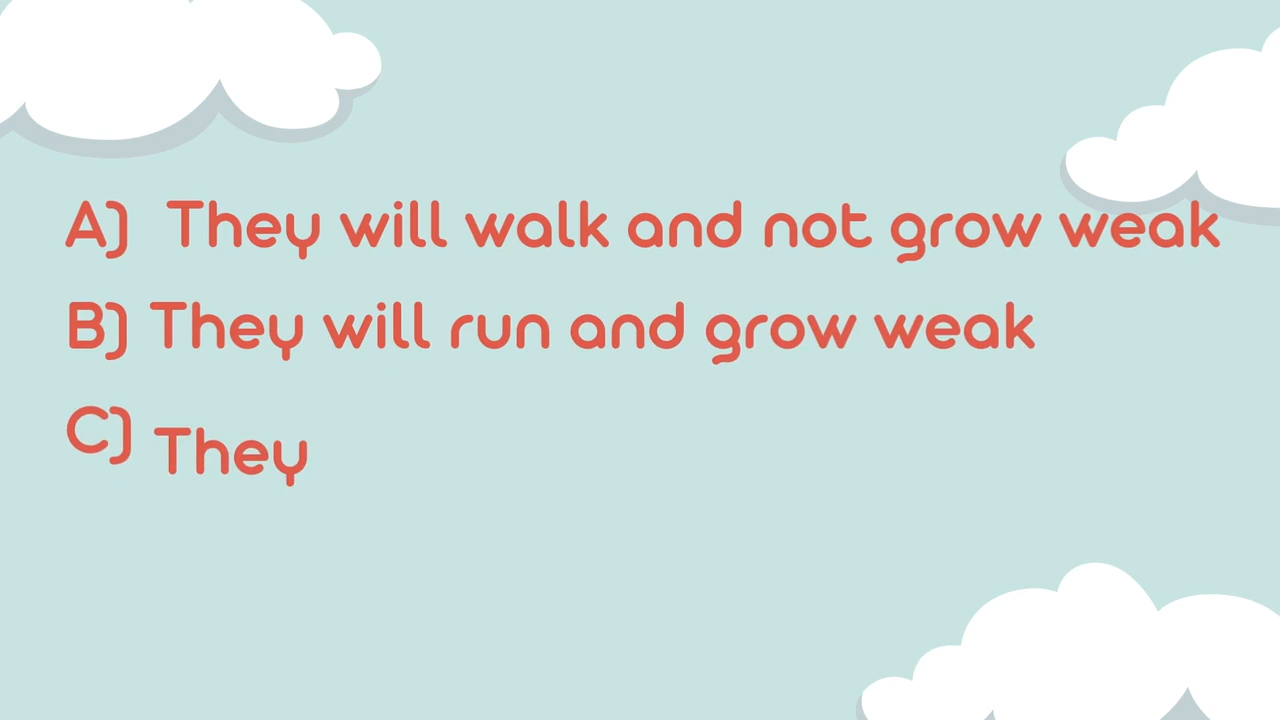 A) They will walk and not grow weak
B) They will run and grow weak
C) They